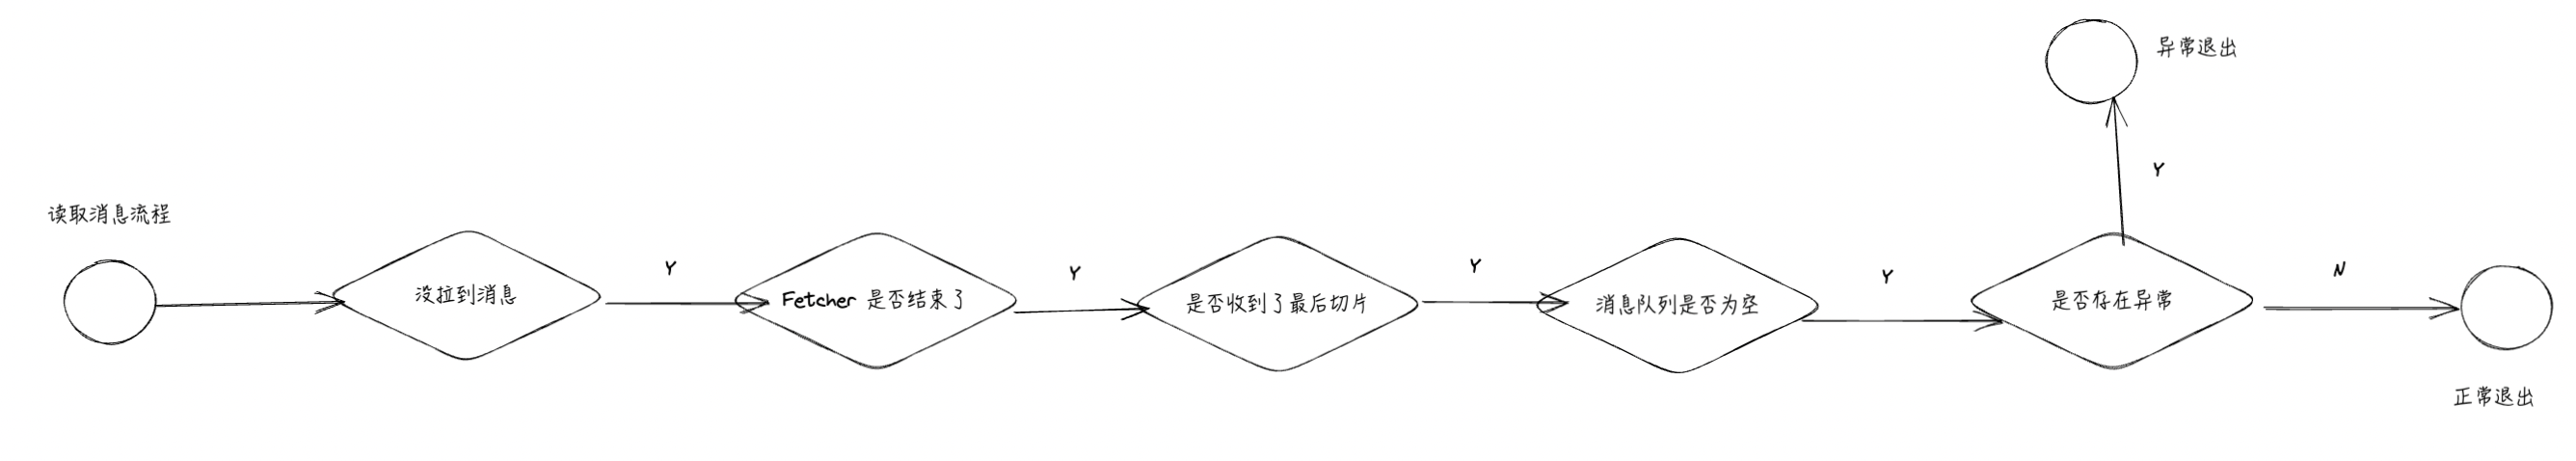 异常退出
Y
读取消息流程
没拉到消息
Y
Fetcher 是否结束了
Y
是否收到了最后切片
Y
消息队列是否为空
Y
是否存在异常
N
正常退出